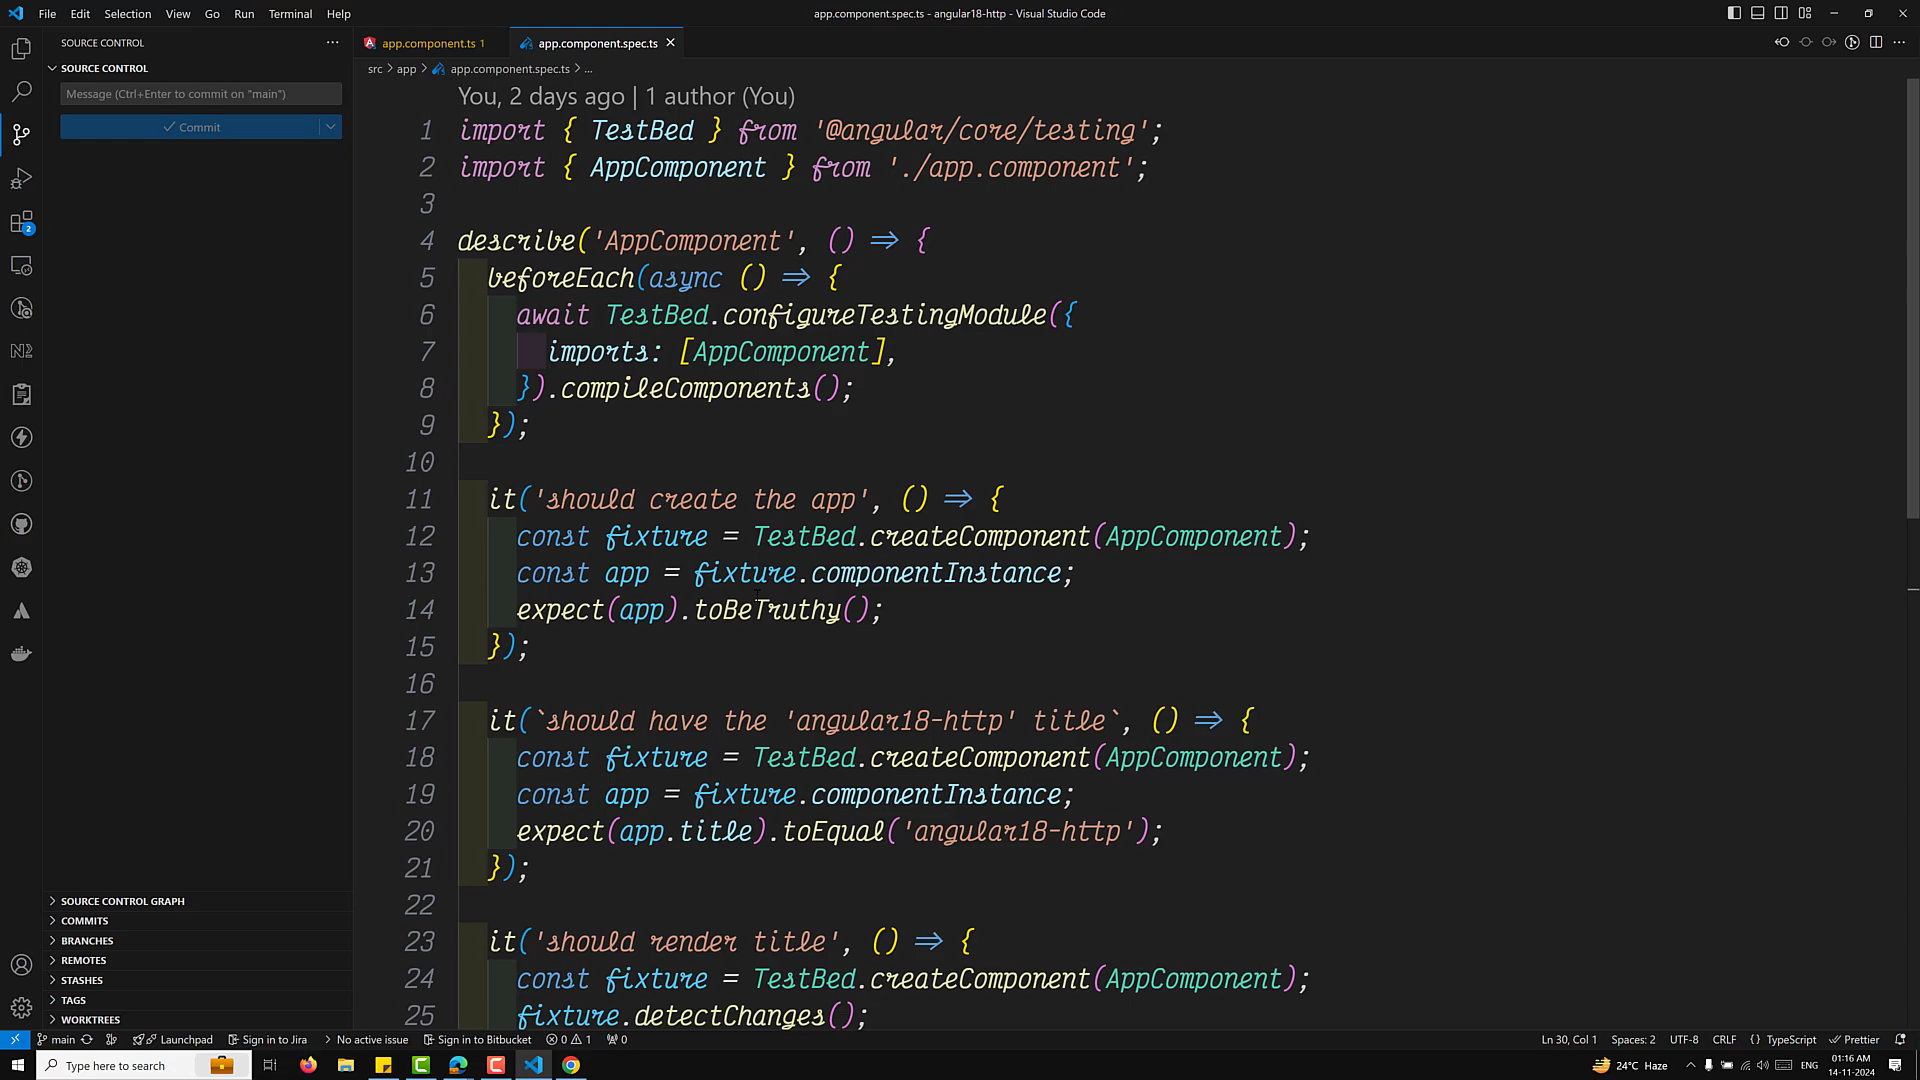 File Edit Selection View Go Run Terminal Help
app.component.spec.ts - angular18-http - Visual Studio Code
SOURCE CONTROL
app.component.ts 1
app.component.spec.ts
SOURCE CONTROL
src > app > app.component.spec.ts > ...
Message (Ctrl+Enter to commit on "main")
Commit
You, 2 days ago | 1 author (You)
1 import { TestBed } from '@angular/core/testing';
2 import { AppComponent } from './app.component';
3
4 describe('AppComponent', () => {
5 beforeEach(async () => {
6 await TestBed.configureTestingModule({
7 imports: [AppComponent],
8 }).compileComponents();
9 });
10
11 it('should create the app', () => {
12 const fixture = TestBed.createComponent(AppComponent);
13 const app = fixture.componentInstance;
14 expect(app).toBeTruthy();
15 });
16
17 it(`should have the 'angular18-http' title`, () => {
18 const fixture = TestBed.createComponent(AppComponent);
19 const app = fixture.componentInstance;
20 expect(app.title).toEqual('angular18-http');
21 });
22
23 it('should render title', () => {
24 const fixture = TestBed.createComponent(AppComponent);
25 fixture.detectChanges();
2
SOURCE CONTROL GRAPH
COMMITS
BRANCHES
REMOTES
STASHES
TAGS
WORKTREES
main Launchpad Sign in to Jira No active issue Sign in to Bitbucket 0 1 0
Ln 30, Col 1 Spaces: 2 UTF-8 CRLF {} TypeScript Prettier
Type here to search
24°C Haze ENG 01:16 AM
14-11-2024